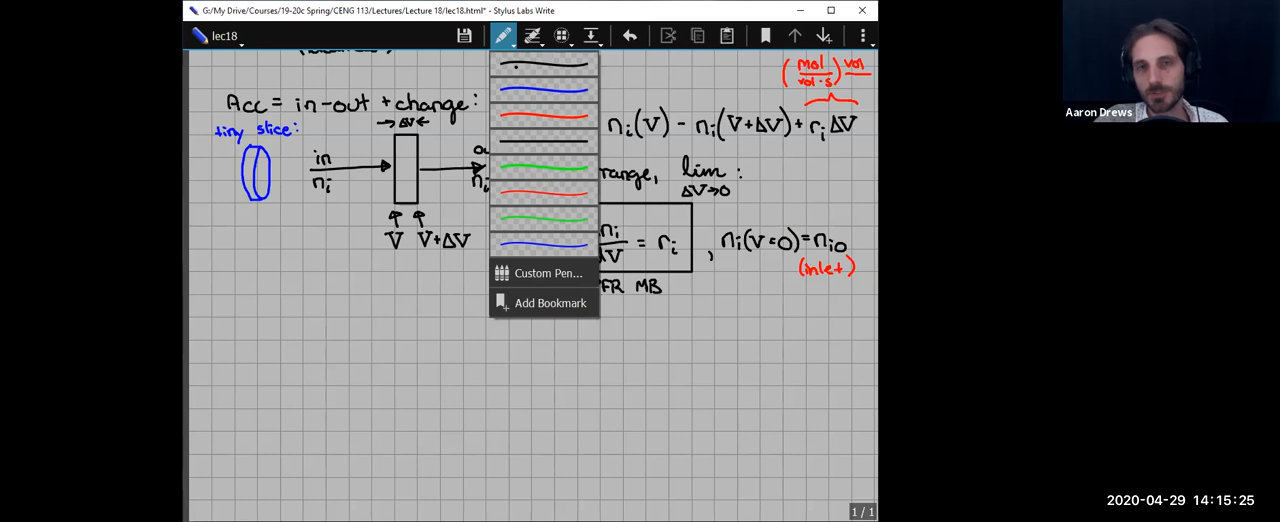 G:/My Drive/Courses/19-20c Spring/CENG 113/Lectures/Lecture 18/lec18.html* - Stylus Labs Write
lec18
Acc = in-out + change:
tiny slice:
→ΔV←
in
n_i
n_i
V V+ΔV
(mol/vol·s) vol
n_i(V) - n_i(V+ΔV) + r_i ΔV
range, lim :
ΔV→0
= r_i , n_i(V=0)=n_i0
(inlet)
FR MB
Custom Pen...
Add Bookmark
1 / 1
Aaron Drews
2020-04-29 14:15:25